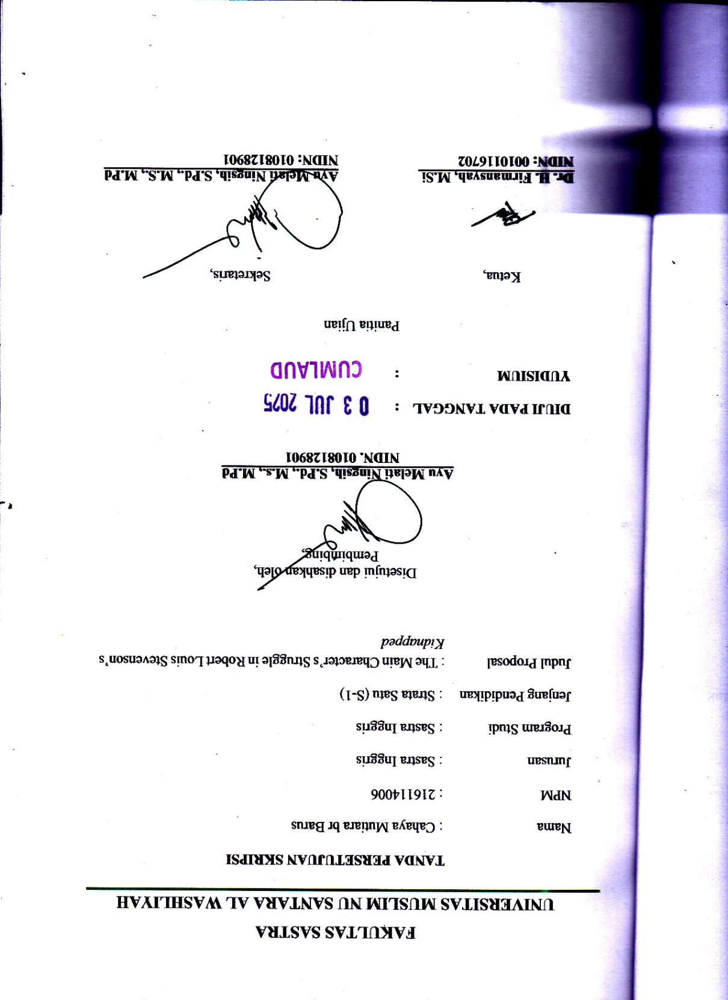 FAKULTAS SASTRA
UNIVERSITAS MUSLIM NU SANTARA AL WASHLIYAH
TANDA PERSETUJUAN SKRIPSI
Nama : Cahaya Mutiara br Barus
NPM : 216114006
Jurusan : Sastra Inggris
Program Studi : Sastra Inggris
Jenjang Pendidikan : Strata Satu (S-1)
Judul Proposal : The Main Character's Struggle in Robert Louis Stevenson's
Kidnapped
Disetujui dan disahkan oleh,
Pembimbing,
Ayu Melati Ningsih, S.Pd., M.s., M.Pd
NIDN. 0108128901
DIUJI PADA TANGGAL : 03 JUL 2025
YUDISIUM : CUMLAUD
Panitia Ujian
Ketua, Sekretaris,
Dr. H. Firmansyah, M.Si Ayu Melati Ningsih, S.Pd., M.S., M.Pd
NIDN: 0010116702 NIDN: 0108128901